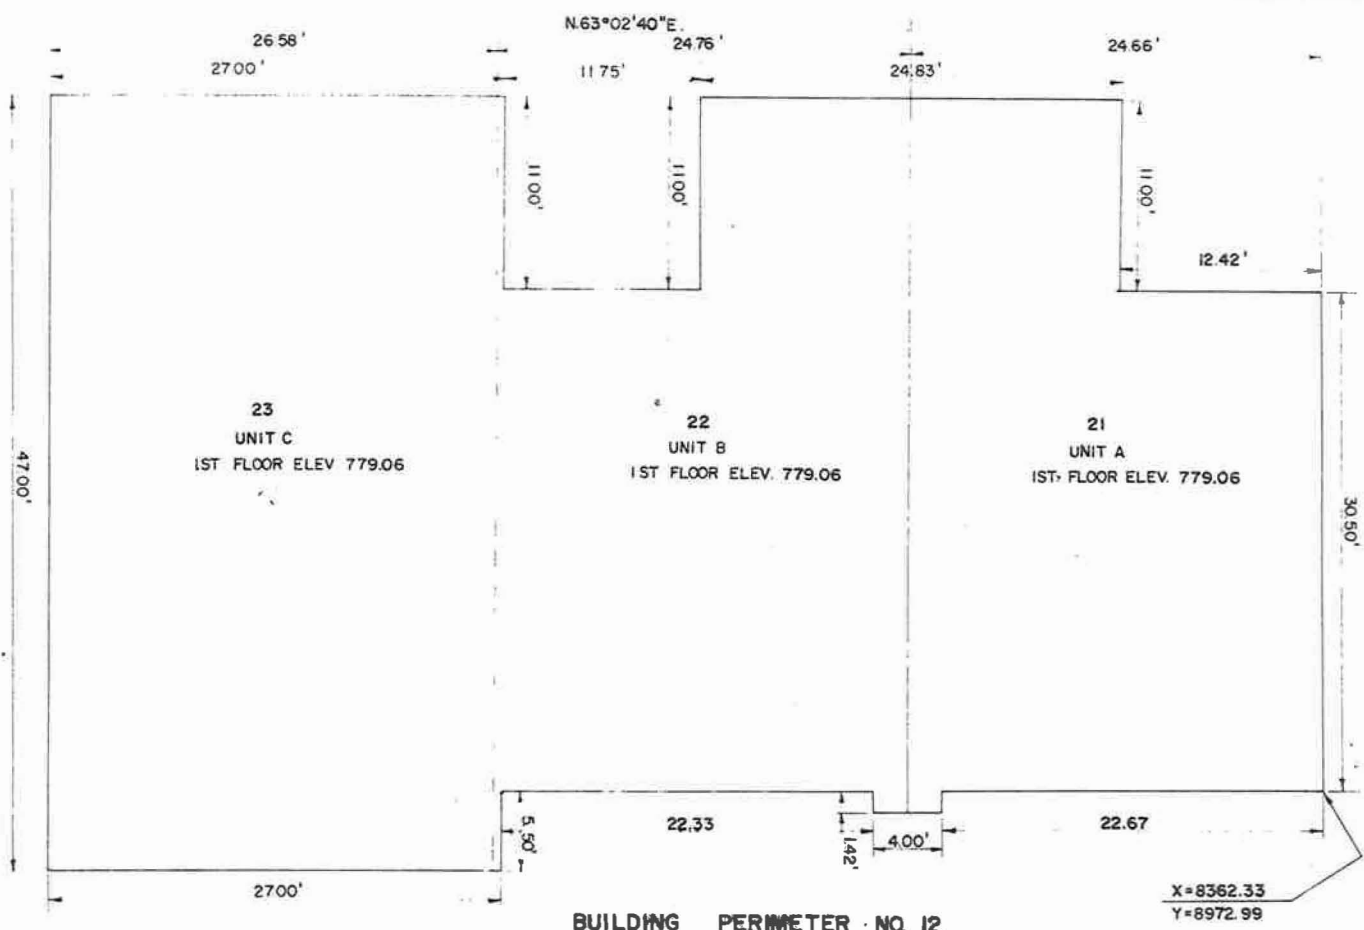 N.63°02'40"E.
26.58'
24.76'
24.66'
27.00'
11.75'
24.83'
11.00'
11.00'
11.00'
12.42'
23
UNIT C
1ST FLOOR ELEV 779.06
22
UNIT B
1ST FLOOR ELEV. 779.06
21
UNIT A
1ST. FLOOR ELEV. 779.06
47.00'
30.50'
5.50'
22.33
1.42'
4.00'
22.67
27.00'
X=8362.33
Y=8972.99
BUILDING PERIMETER NO. 12